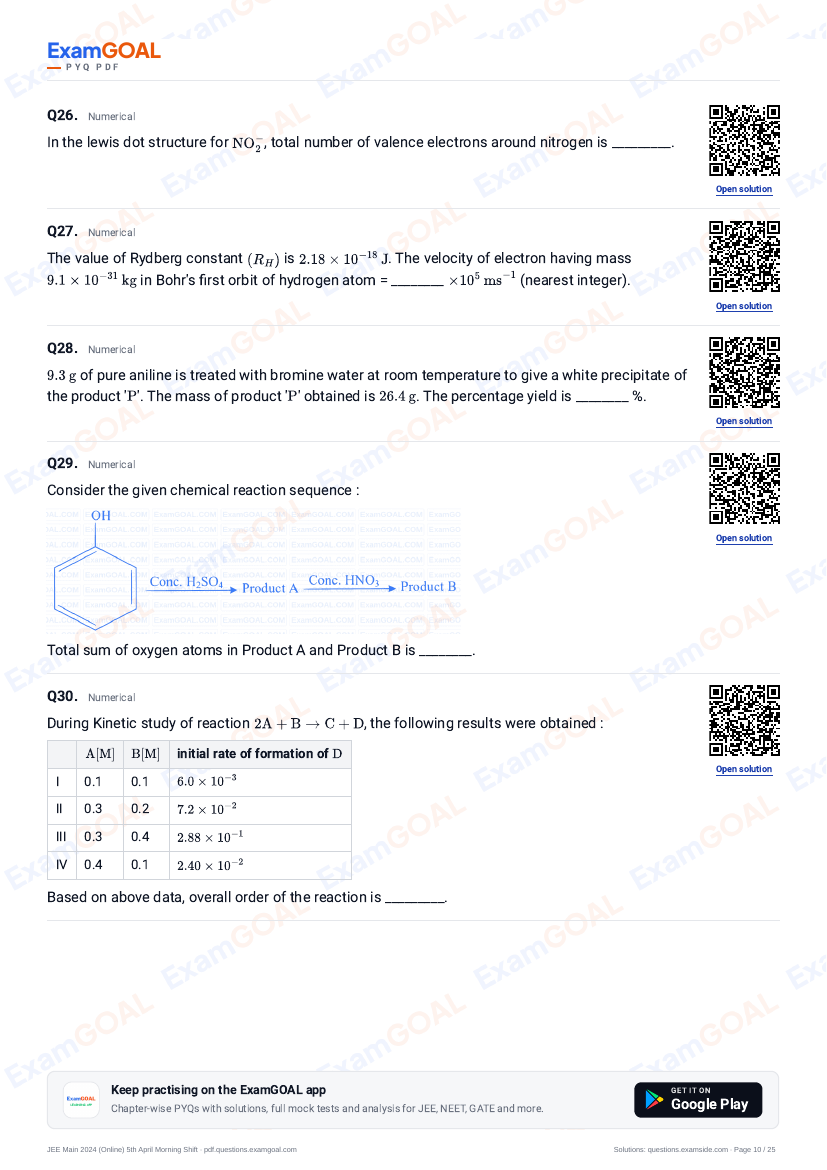 ExamGOAL
PYQ PDF
Q26. Numerical
In the lewis dot structure for NO₂⁻, total number of valence electrons around nitrogen is _________.
Open solution
Q27. Numerical
The value of Rydberg constant (R_H) is 2.18 × 10⁻¹⁸ J. The velocity of electron having mass
9.1 × 10⁻³¹ kg in Bohr's first orbit of hydrogen atom = ________ ×10⁵ ms⁻¹ (nearest integer).
Open solution
Q28. Numerical
9.3 g of pure aniline is treated with bromine water at room temperature to give a white precipitate of
the product 'P'. The mass of product 'P' obtained is 26.4 g. The percentage yield is ________ %.
Open solution
Q29. Numerical
Consider the given chemical reaction sequence :
OH
Conc. H₂SO₄ Product A Conc. HNO₃ Product B
Total sum of oxygen atoms in Product A and Product B is ________.
Open solution
Q30. Numerical
During Kinetic study of reaction 2A + B → C + D, the following results were obtained :
A[M] B[M] initial rate of formation of D
I 0.1 0.1 6.0 × 10⁻³
II 0.3 0.2 7.2 × 10⁻²
III 0.3 0.4 2.88 × 10⁻¹
IV 0.4 0.1 2.40 × 10⁻²
Based on above data, overall order of the reaction is _________.
Open solution
Keep practising on the ExamGOAL app
Chapter-wise PYQs with solutions, full mock tests and analysis for JEE, NEET, GATE and more.
GET IT ON
Google Play
JEE Main 2024 (Online) 5th April Morning Shift · pdf.questions.examgoal.com
Solutions: questions.examside.com · Page 10 / 25